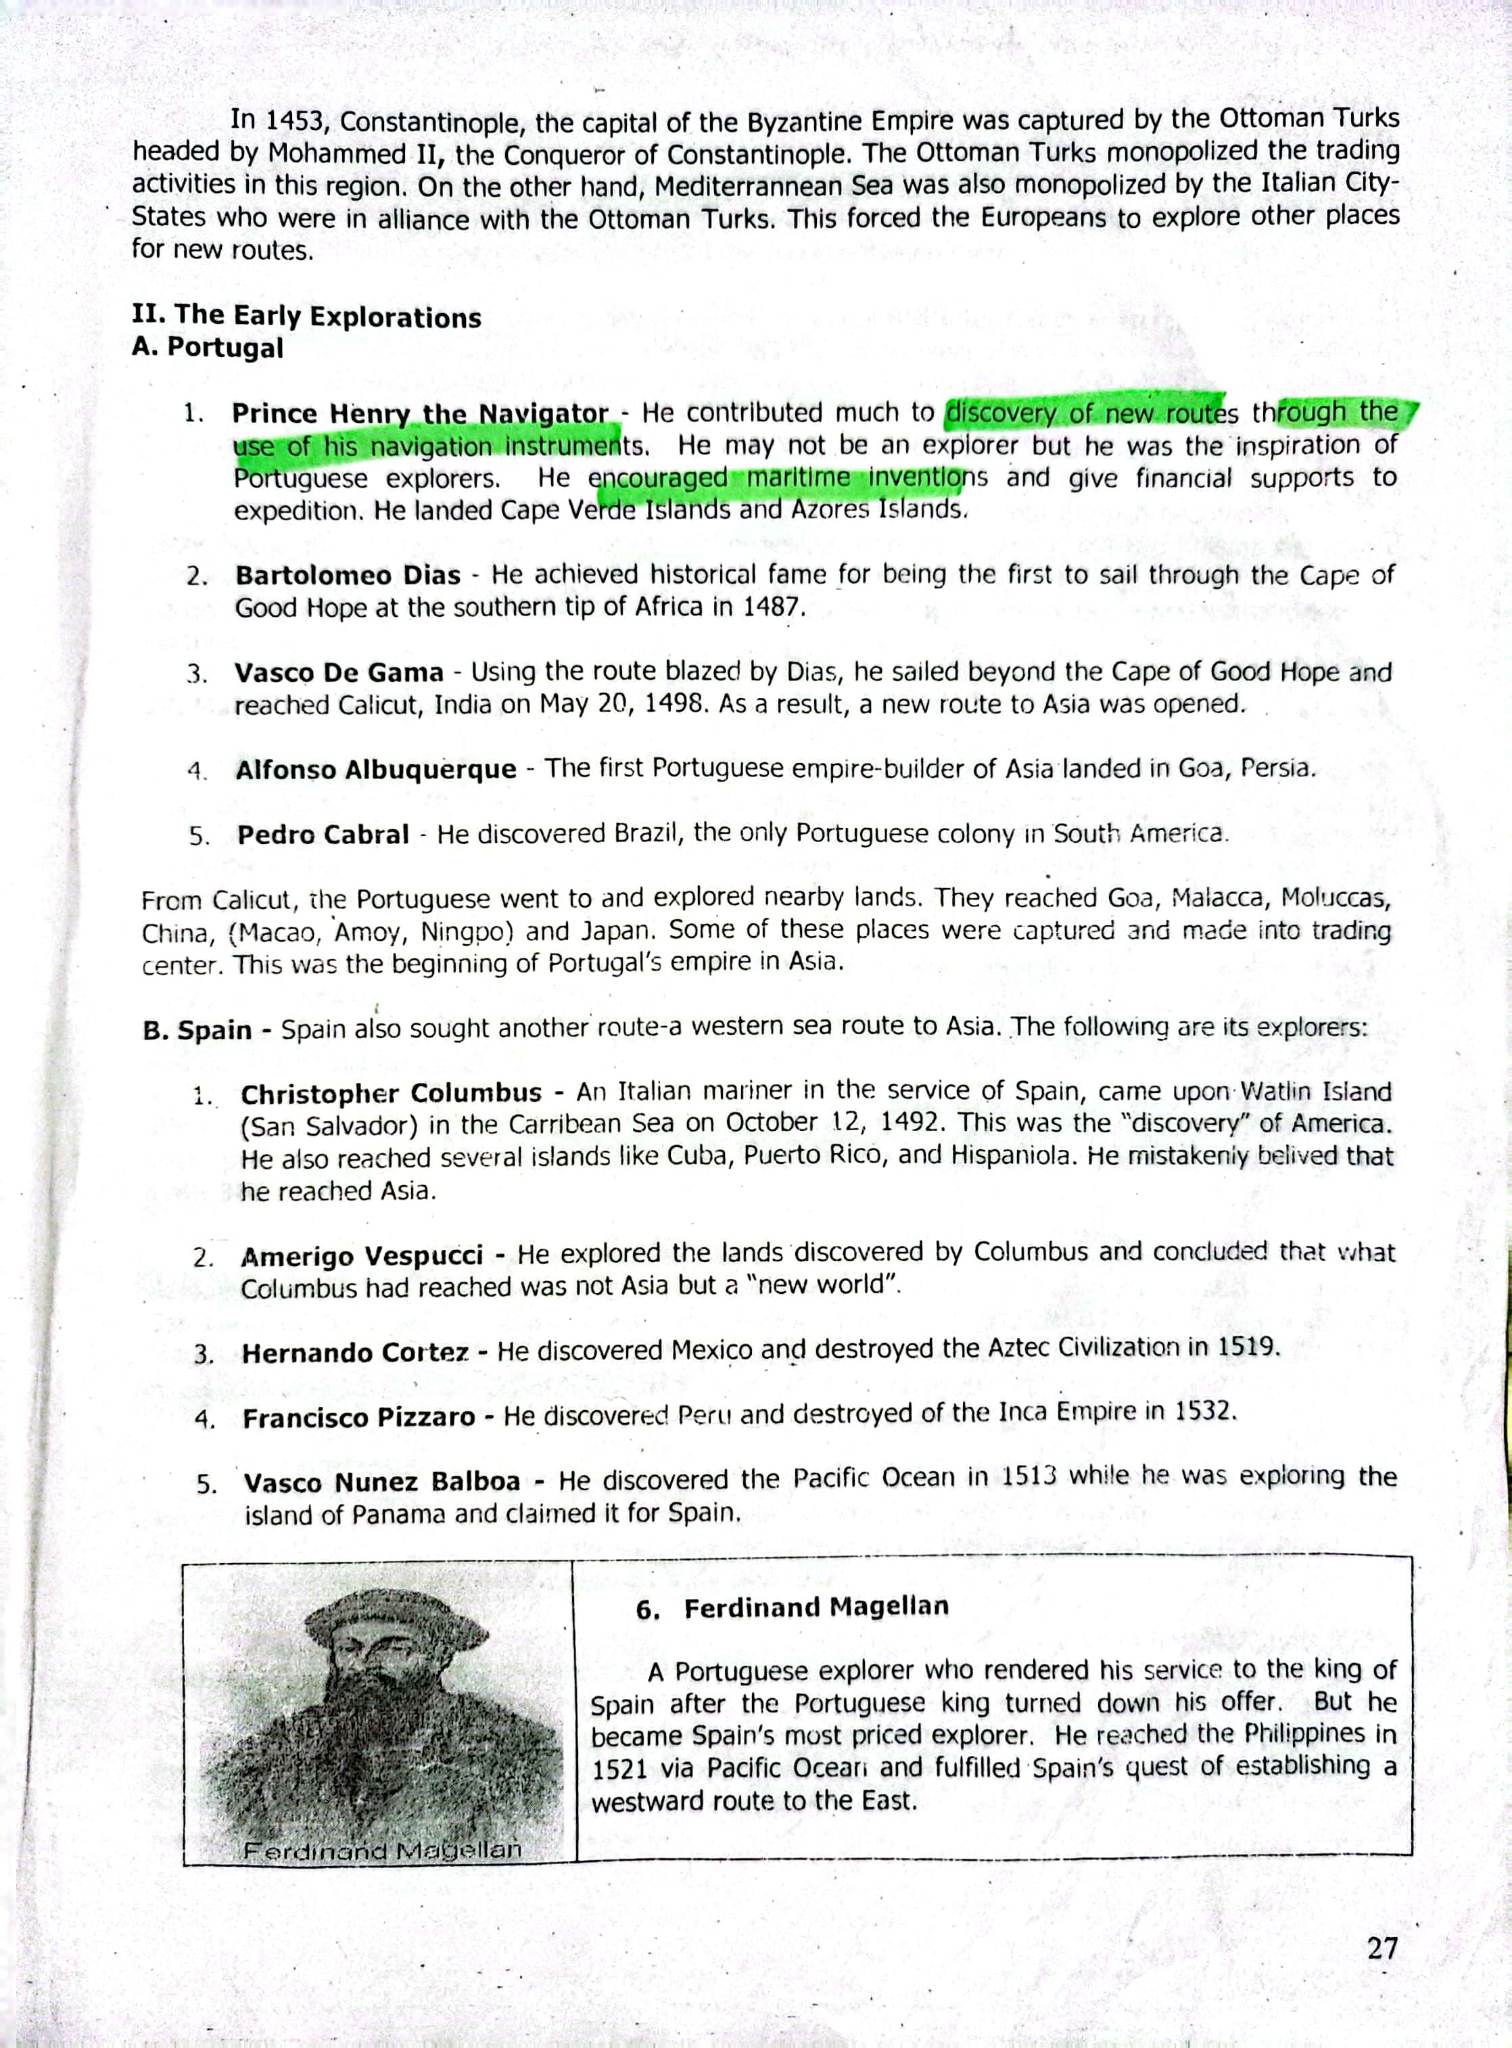 In 1453, Constantinople, the capital of the Byzantine Empire was captured by the Ottoman Turks
headed by Mohammed II, the Conqueror of Constantinople. The Ottoman Turks monopolized the trading
activities in this region. On the other hand, Mediterrannean Sea was also monopolized by the Italian City-
States who were in alliance with the Ottoman Turks. This forced the Europeans to explore other places
for new routes.
II. The Early Explorations
A. Portugal
1. Prince Henry the Navigator - He contributed much to discovery of new routes through the
use of his navigation instruments. He may not be an explorer but he was the inspiration of
Portuguese explorers. He encouraged maritime inventions and give financial supports to
expedition. He landed Cape Verde Islands and Azores Islands.
2. Bartolomeo Dias - He achieved historical fame for being the first to sail through the Cape of
Good Hope at the southern tip of Africa in 1487.
3. Vasco De Gama - Using the route blazed by Dias, he sailed beyond the Cape of Good Hope and
reached Calicut, India on May 20, 1498. As a result, a new route to Asia was opened.
4. Alfonso Albuquerque - The first Portuguese empire-builder of Asia landed in Goa, Persia.
5. Pedro Cabral - He discovered Brazil, the only Portuguese colony in South America.
From Calicut, the Portuguese went to and explored nearby lands. They reached Goa, Malacca, Moluccas,
China, (Macao, Amoy, Ningpo) and Japan. Some of these places were captured and made into trading
center. This was the beginning of Portugal's empire in Asia.
B. Spain - Spain also sought another route-a western sea route to Asia. The following are its explorers:
1. Christopher Columbus - An Italian mariner in the service of Spain, came upon Watlin Island
(San Salvador) in the Carribean Sea on October 12, 1492. This was the "discovery" of America.
He also reached several islands like Cuba, Puerto Rico, and Hispaniola. He mistakenly belived that
he reached Asia.
2. Amerigo Vespucci - He explored the lands discovered by Columbus and concluded that what
Columbus had reached was not Asia but a "new world".
3. Hernando Cortez - He discovered Mexico and destroyed the Aztec Civilization in 1519.
4. Francisco Pizzaro - He discovered Peru and destroyed of the Inca Empire in 1532.
5. Vasco Nunez Balboa - He discovered the Pacific Ocean in 1513 while he was exploring the
island of Panama and claimed it for Spain.
Ferdinand Magellan
6. Ferdinand Magellan
A Portuguese explorer who rendered his service to the king of
Spain after the Portuguese king turned down his offer. But he
became Spain's most priced explorer. He reached the Philippines in
1521 via Pacific Ocean and fulfilled Spain's quest of establishing a
westward route to the East.
27